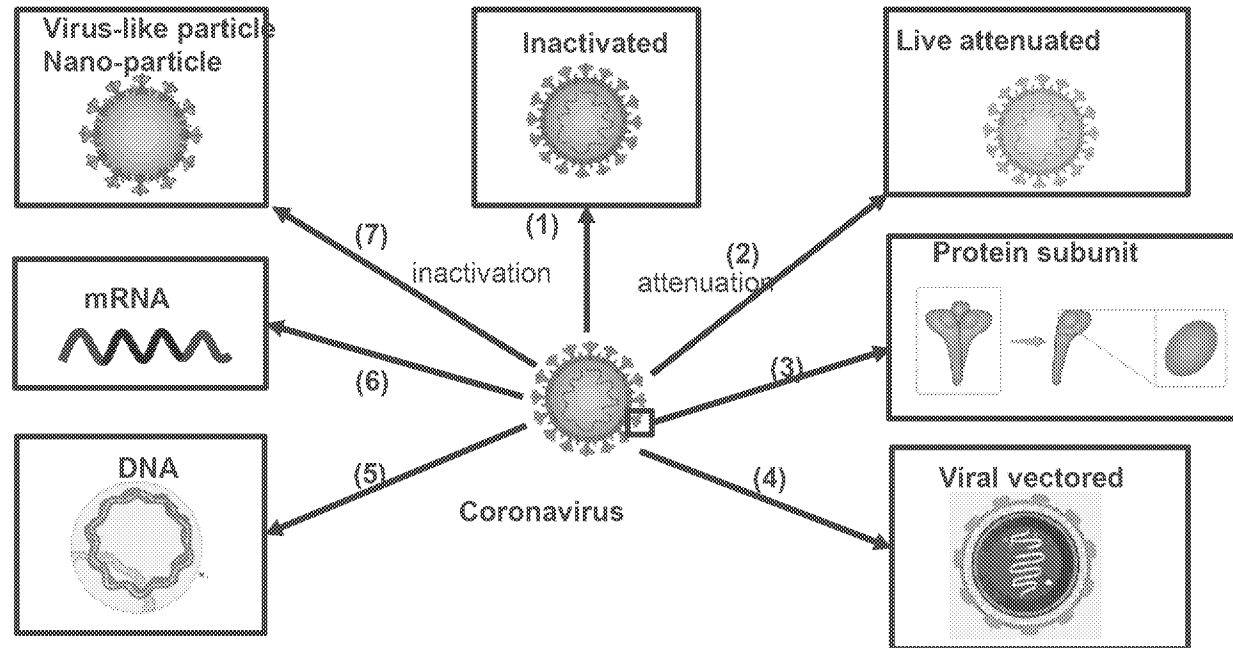 Virus-like particle
Nano-particle
Inactivated
Live attenuated
(1)
(7)
inactivation
(2)
attenuation
Protein subunit
mRNA
(6)
(3)
DNA
(5)
Coronavirus
(4)
Viral vectored